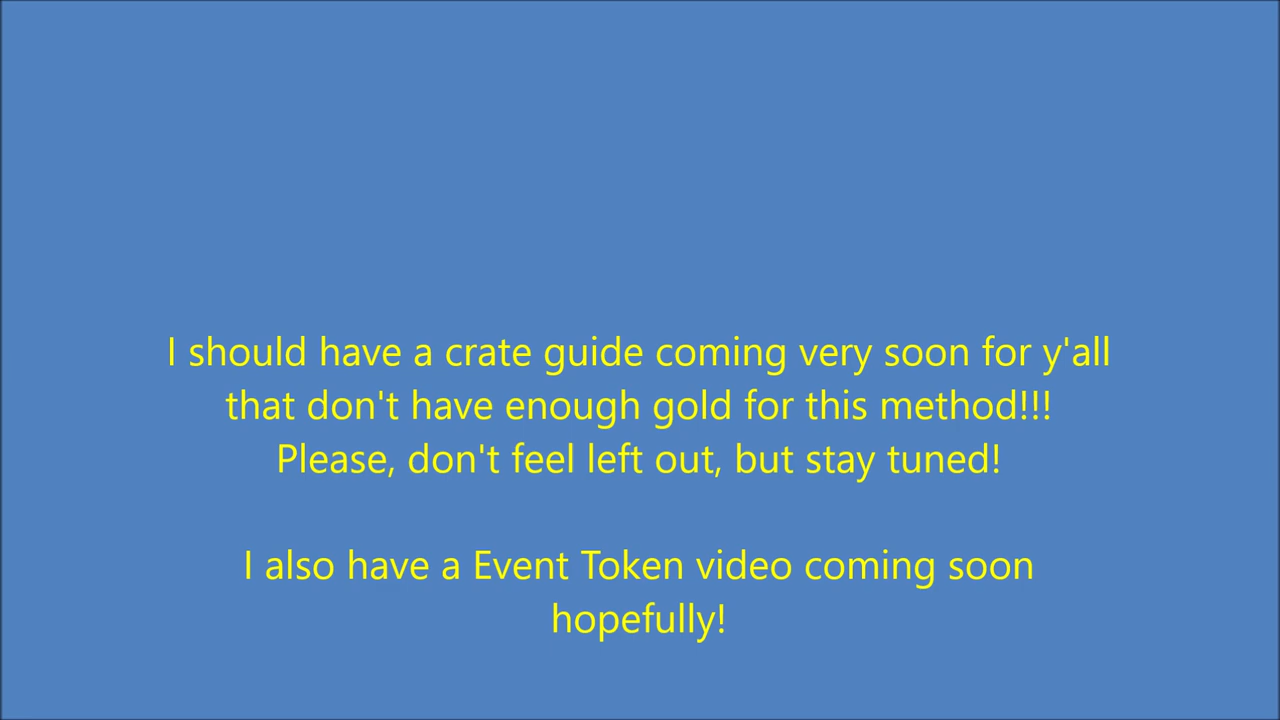 I should have a crate guide coming very soon for y'all
that don't have enough gold for this method!!!
Please, don't feel left out, but stay tuned!
I also have a Event Token video coming soon
hopefully!